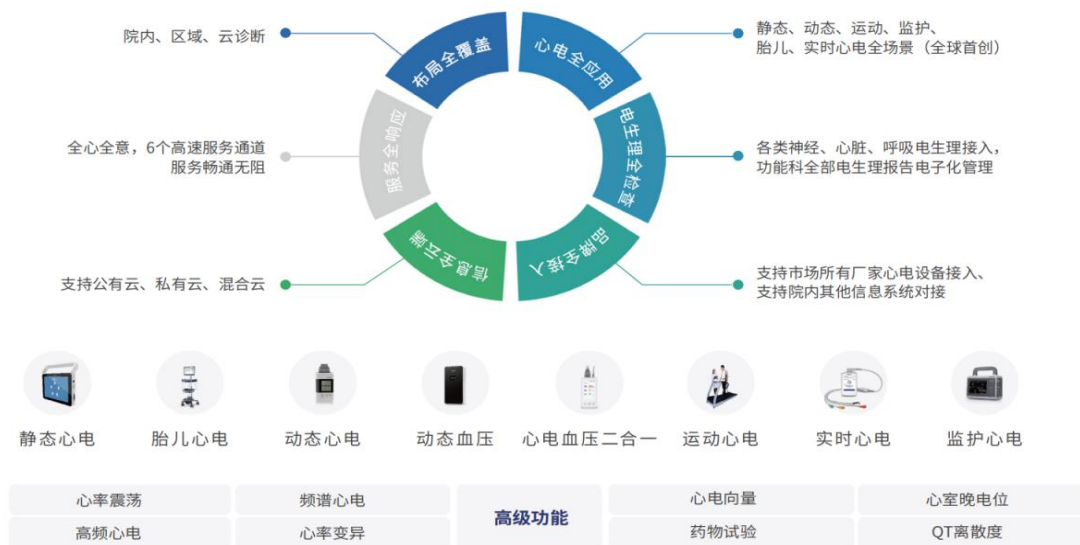 院内、区域、云诊断
布局全覆盖
心电全应用
静态、动态、运动、监护、
胎儿、实时心电全场景（全球首创）
全心全意，6个高速服务通道
服务畅通无阻
服务全响应
电生理全检查
各类神经、心脏、呼吸电生理接入，
功能科全部电生理报告电子化管理
支持公有云、私有云、混合云
信息全云端
品牌全接入
支持市场所有厂家心电设备接入、
支持院内其他信息系统对接
静态心电
胎儿心电
动态心电
动态血压
心电血压二合一
运动心电
实时心电
监护心电
心率震荡
频谱心电
高级功能
心电向量
心室晚电位
高频心电
心率变异
药物试验
QT离散度